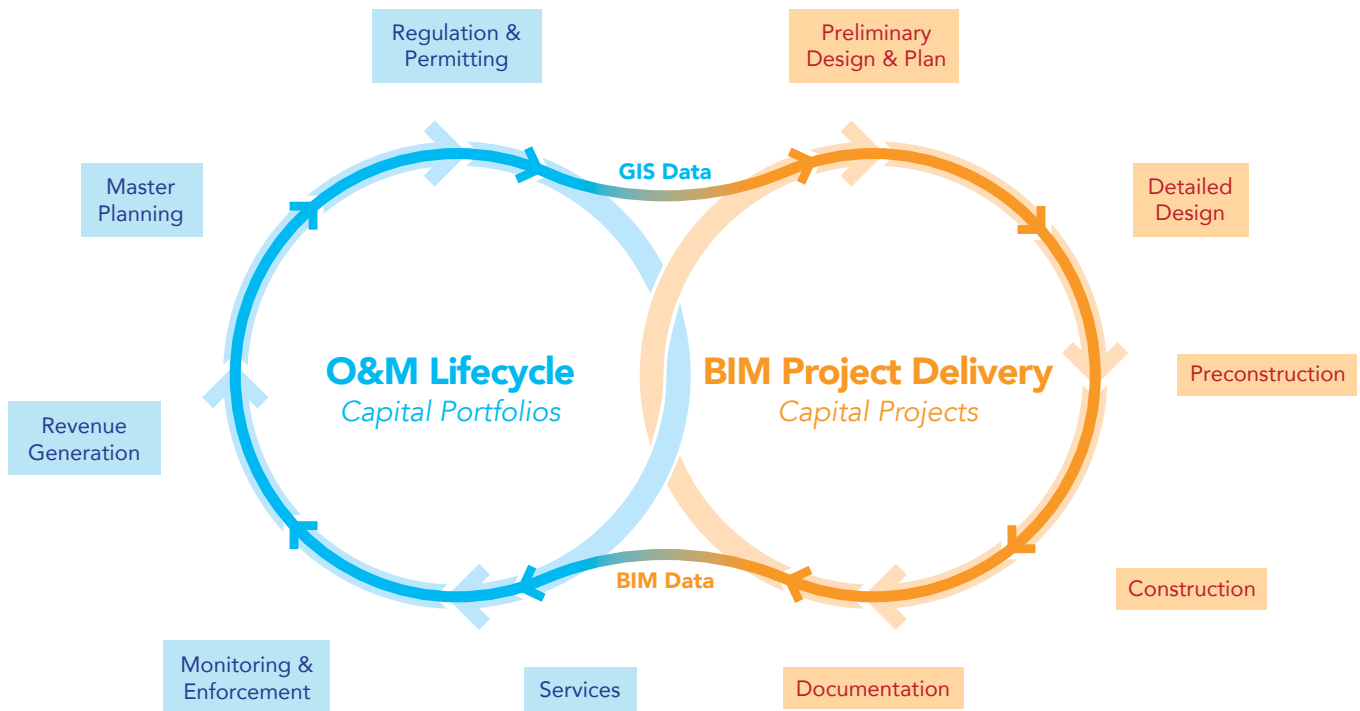 Regulation &
Permitting
Preliminary
Design & Plan
GIS Data
Master
Planning
Detailed
Design
O&M Lifecycle
Capital Portfolios
BIM Project Delivery
Capital Projects
Preconstruction
Revenue
Generation
BIM Data
Construction
Monitoring &
Enforcement
Services
Documentation